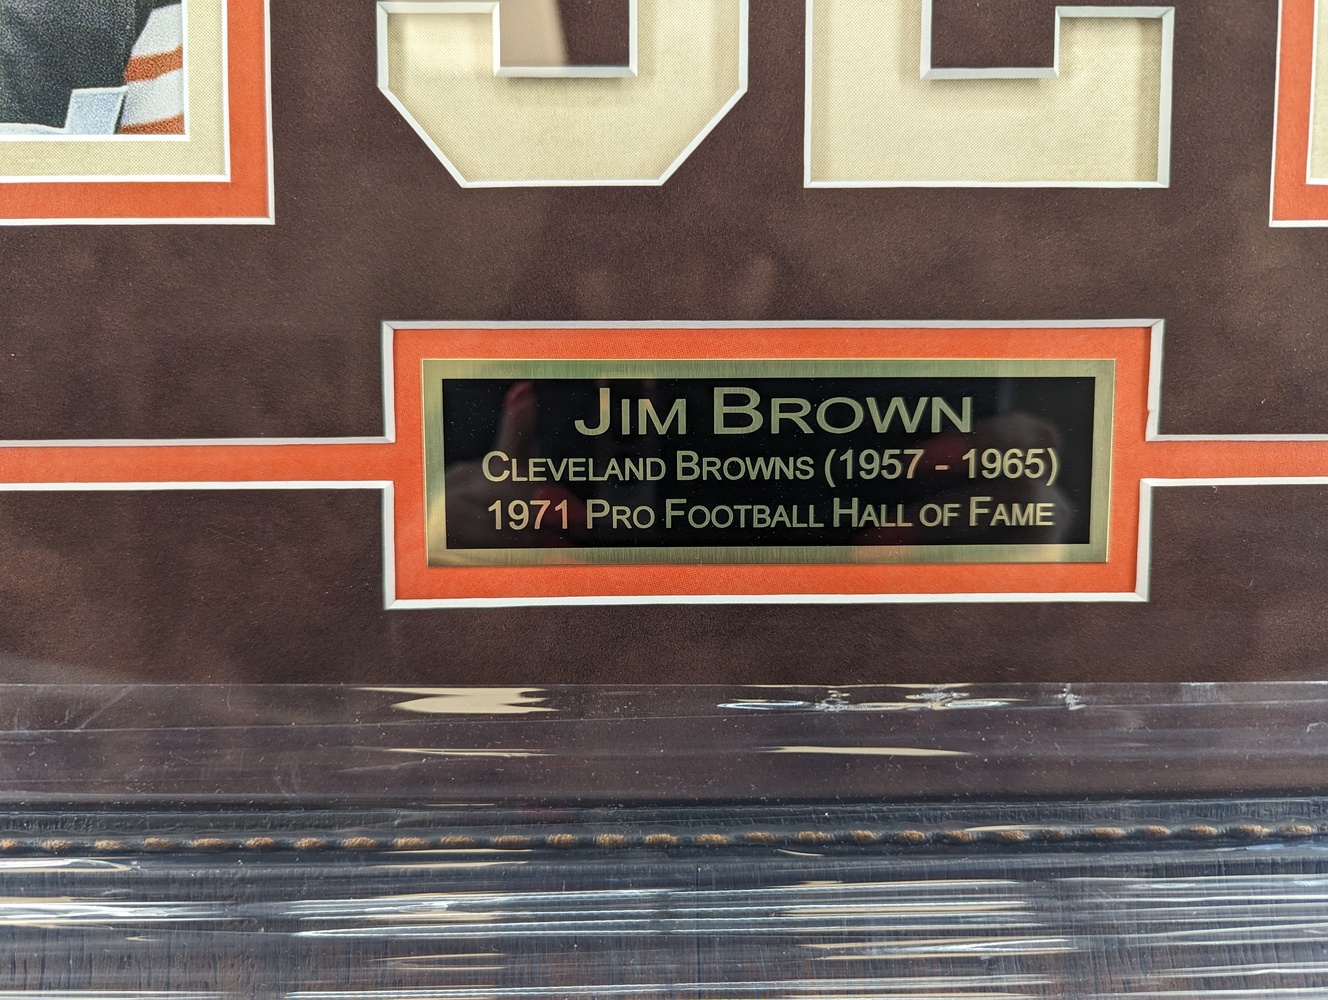 JIM BROWN
CLEVELAND BROWNS (1957 - 1965)
1971 PRO FOOTBALL HALL OF FAME